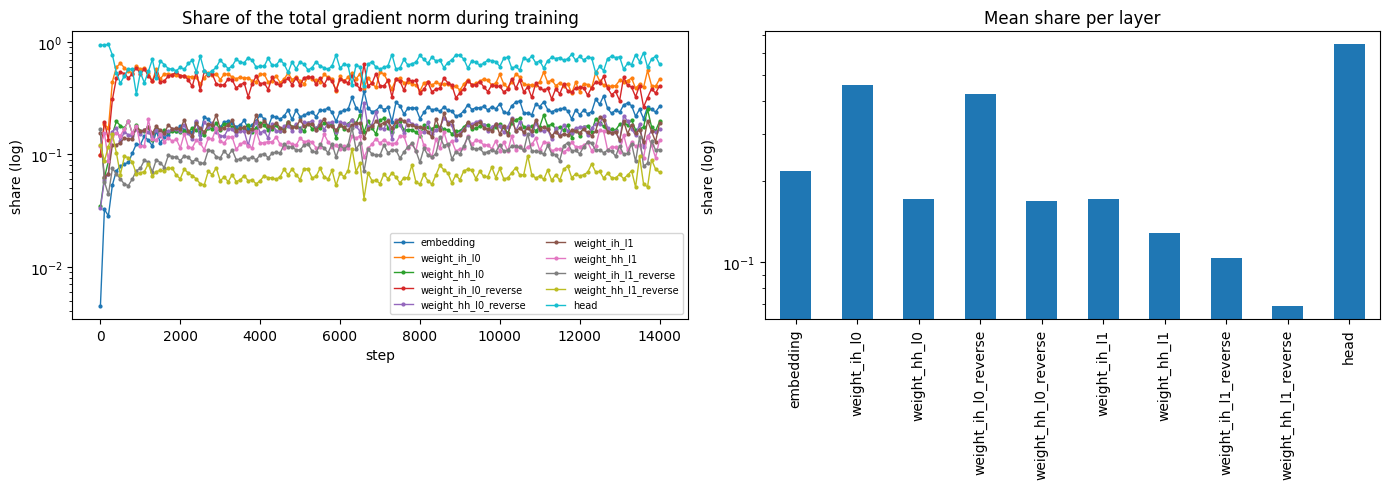 Share of the total gradient norm during training
share (log)
10⁰
10⁻¹
10⁻²
embedding
weight_ih_l0
weight_hh_l0
weight_ih_l0_reverse
weight_hh_l0_reverse
weight_ih_l1
weight_hh_l1
weight_ih_l1_reverse
weight_hh_l1_reverse
head
0
2000
4000
6000
8000
10000
12000
14000
step
Mean share per layer
share (log)
10⁻¹
embedding
weight_ih_l0
weight_hh_l0
weight_ih_l0_reverse
weight_hh_l0_reverse
weight_ih_l1
weight_hh_l1
weight_ih_l1_reverse
weight_hh_l1_reverse
head